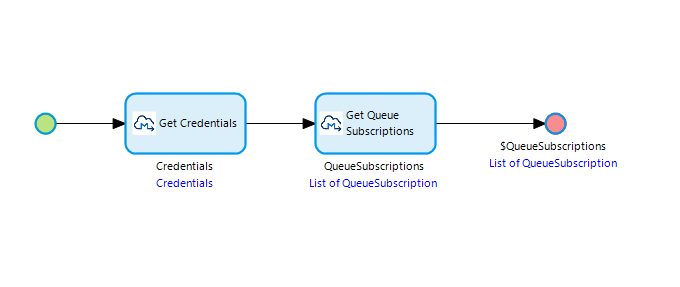 Get Credentials
Credentials
Credentials
Get Queue
Subscriptions
QueueSubscriptions
List of QueueSubscription
$QueueSubscriptions
List of QueueSubscription